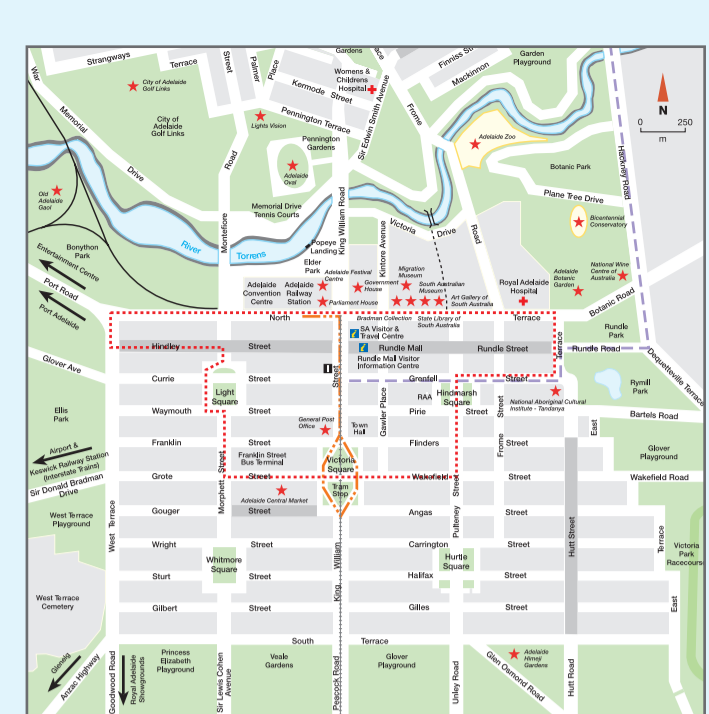 Strangways
Terrace
Street
Palmer
Place
Gardens
Terrace
Finniss St
Mackinnon
Garden
Playground
War
Memorial
Drive
City of Adelaide
Golf Links
City of
Adelaide
Golf Links
Womens &
Childrens
Hospital
Kermode Street
Pennington Terrace
Sir Edwin Smith Avenue
Frome
Road
Lights Vision
Pennington
Gardens
Adelaide
Oval
Adelaide Zoo
N
0 250
m
Hackney Road
Botanic Park
Plane Tree Drive
Bicentennial
Conservatory
Old
Adelaide
Gaol
Road
Montefiore
Memorial Drive
Tennis Courts
King William Road
Victoria
Drive
Kintore Avenue
River
Torrens
Popeye
Landing
Elder
Park
Bonython
Park
Entertainment Centre
Port Road
Port Adelaide
Adelaide
Convention
Centre
Adelaide
Railway
Station
Adelaide Festival
Centre
Parliament House
Government
House
Migration
Museum
South Australian
Museum
Art Gallery of
South Australia
Royal Adelaide
Hospital
Adelaide
Botanic
Garden
National Wine
Centre of
Australia
Botanic Road
North
Bradman Collection
State Library of
South Australia
Terrace
SA Visitor &
Travel Centre
Rundle Mall
Rundle Mall Visitor
Information Centre
Rundle Street
Terrace
Rundle Road
Rundle
Park
Dequetteville Terrace
Hindley
Street
Glover Ave
Currie
Street
Street
Grenfell
Street
Light
Square
RAA
Hindmarsh
Square
National Aboriginal Cultural
Institute - Tandanya
Rymill
Park
Ellis
Park
Waymouth
Street
General Post
Office
Town
Hall
Gawler Place
Pirie
Street
Street
Frome
East
Bartels Road
Franklin
Street
Flinders
Street
Franklin Street
Bus Terminal
Victoria
Square
Glover
Playground
Airport &
Keswick Railway Station
(Interstate Trains)
Sir Donald Bradman
Drive
Grote
Street
Morphett
Street
Tram
Stop
Wakefield
Street
Wakefield Road
Adelaide Central Market
Gouger
Street
Angas
Street
Pulteney
Street
Hutt Street
West Terrace
Playground
West Terrace
Wright
Street
Carrington
Street
Terrace
Victoria
Park
Racecourse
Whitmore
Square
William
King
Hurtle
Square
Sturt
Street
Halifax
Street
West Terrace
Cemetery
Gilbert
Street
Gilles
Street
East
South
Terrace
Princess
Elizabeth
Playground
Veale
Gardens
Glover
Playground
Adelaide
Himeji
Gardens
Glenelg
Anzac Highway
Goodwood Road
Royal Adelaide
Showgrounds
Sir Lewis Cohen
Avenue
Peacock Road
Unley Road
Glen Osmond Road
Hutt Road